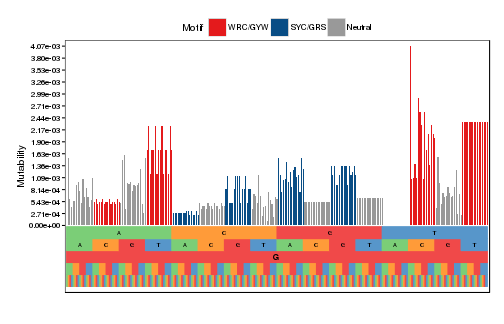 Motif WRC/GYW SYC/GRS Neutral
4.07e-03
3.80e-03
3.53e-03
3.26e-03
2.99e-03
2.71e-03
2.44e-03
2.17e-03
1.90e-03
1.63e-03
1.36e-03
1.09e-03
8.14e-04
5.43e-04
2.71e-04
0.00e+00
Mutability
A C G T
A C G T A C G T A C G T A C G T
G